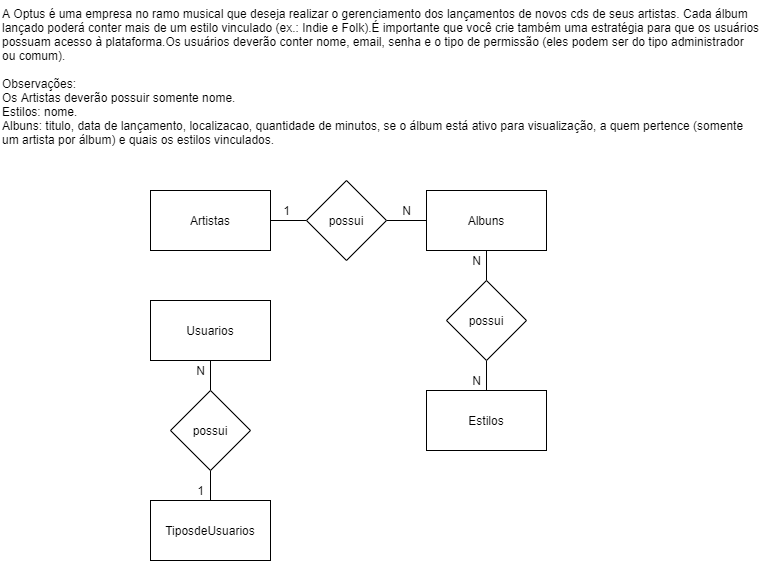 A Optus é uma empresa no ramo musical que deseja realizar o gerenciamento dos lançamentos de novos cds de seus artistas. Cada álbum
lançado poderá conter mais de um estilo vinculado (ex.: Indie e Folk).É importante que você crie também uma estratégia para que os usuários
possuam acesso à plataforma.Os usuários deverão conter nome, email, senha e o tipo de permissão (eles podem ser do tipo administrador
ou comum).
Observações:
Os Artistas deverão possuir somente nome.
Estilos: nome.
Albuns: titulo, data de lançamento, localizacao, quantidade de minutos, se o álbum está ativo para visualização, a quem pertence (somente
um artista por álbum) e quais os estilos vinculados.
Artistas
1
possui
N
Albuns
N
possui
N
Estilos
Usuarios
N
possui
1
TiposdeUsuarios